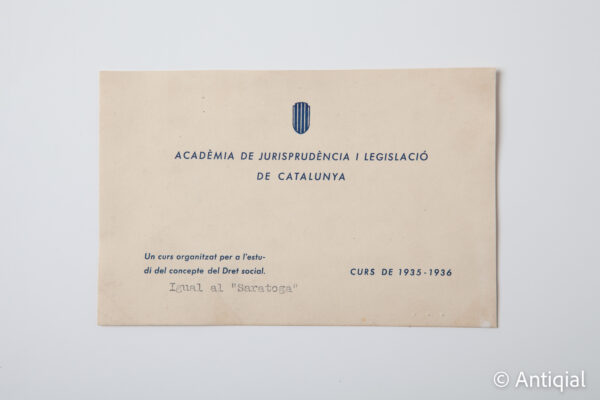 ACADÈMIA DE JURISPRUDÈNCIA I LEGISLACIÓ
DE CATALUNYA
Un curs organitzat per a l'estu-
di del concepte del Dret social.
CURS DE 1935-1936
Igual al "Saratoga"
© Antiqial